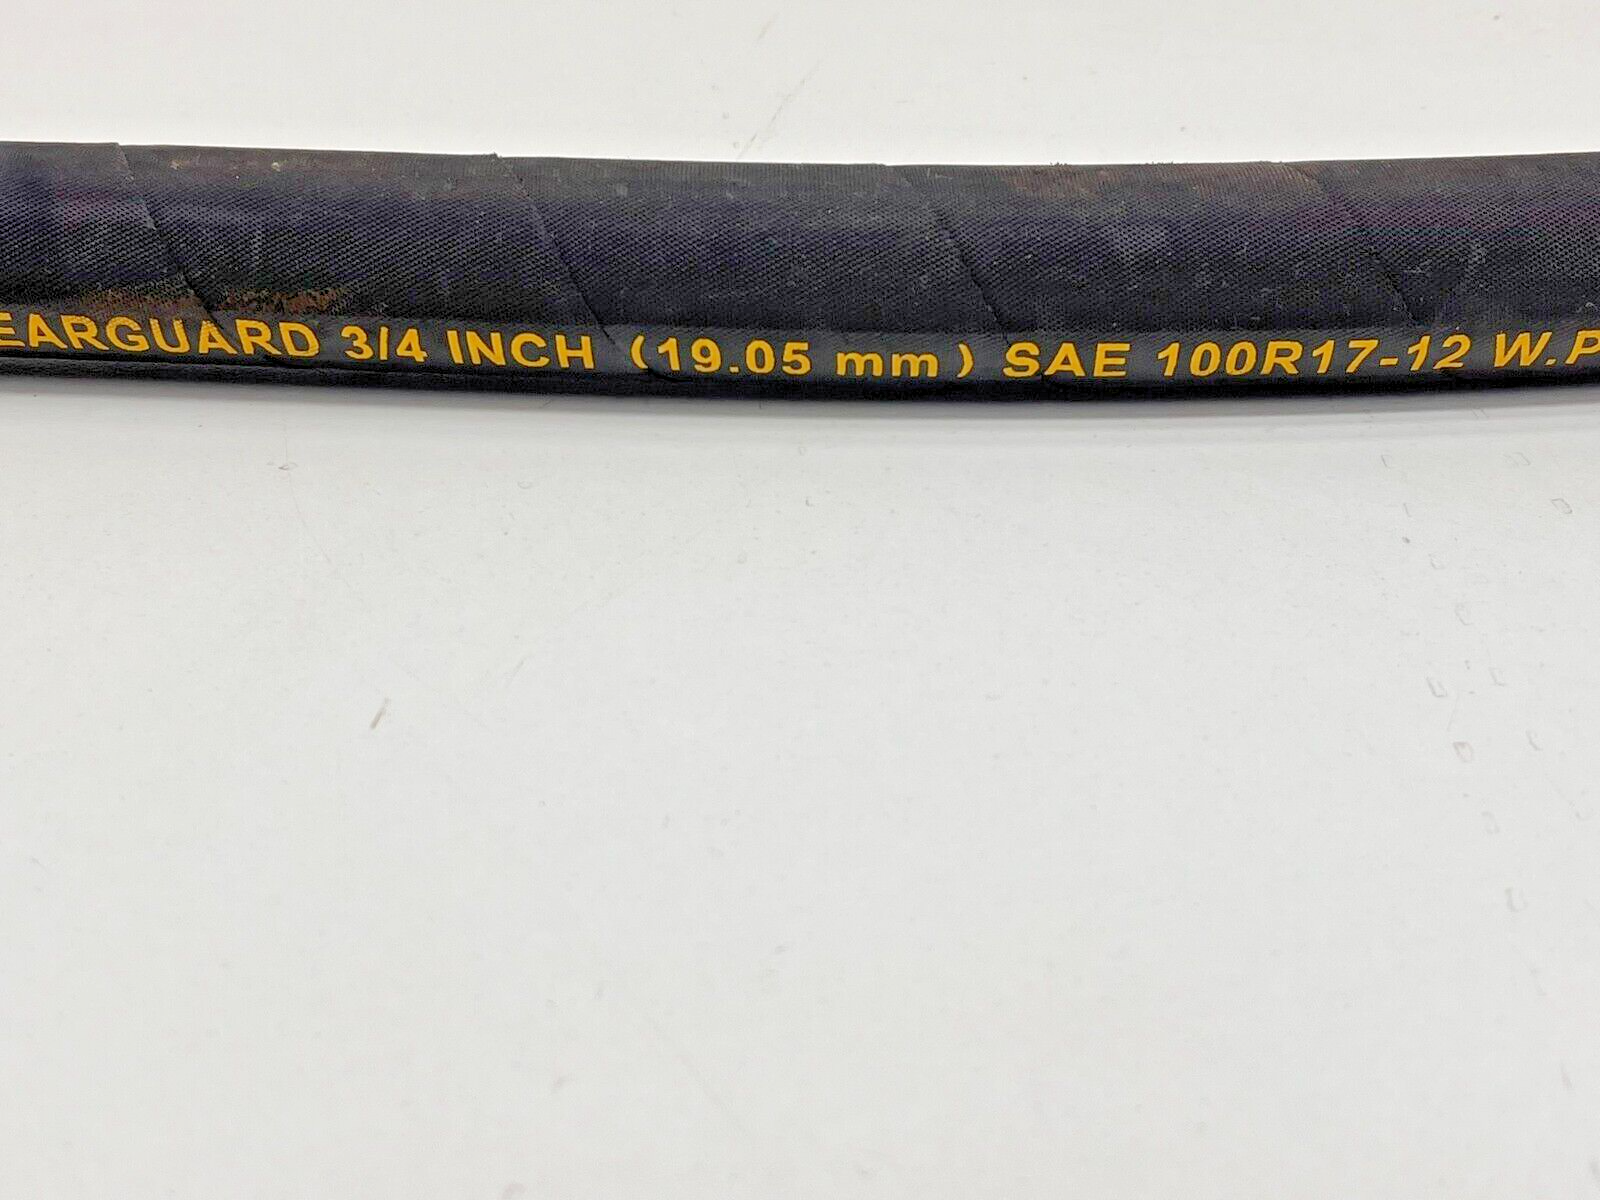 EARGUARD 3/4 INCH (19.05 mm) SAE 100R17-12 W.P